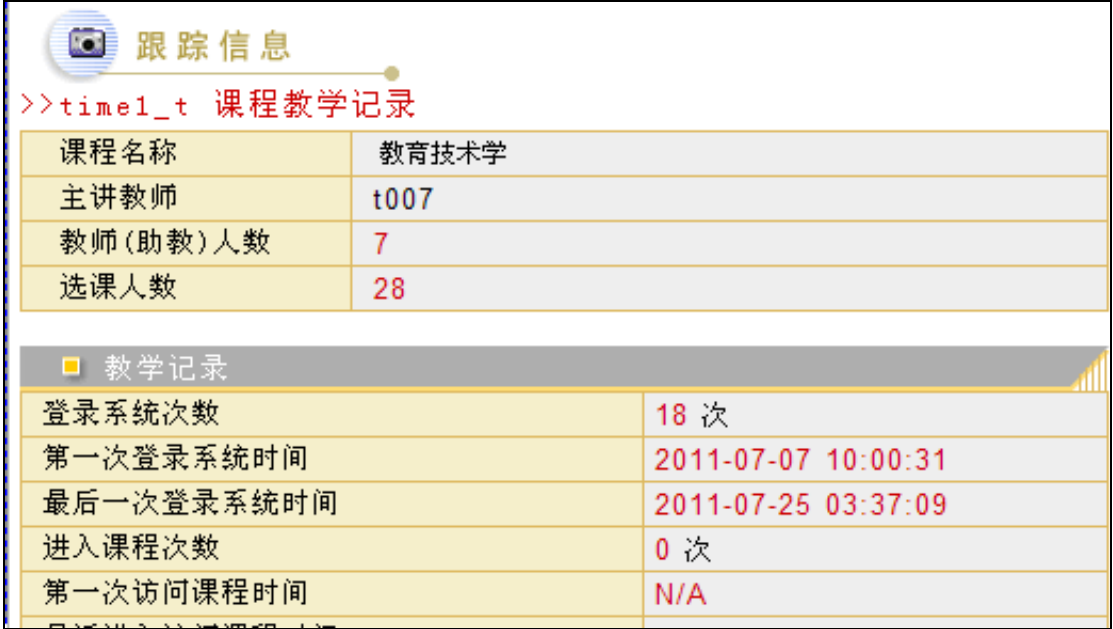 跟踪信息
>>time1_t 课程教学记录
课程名称 教育技术学
主讲教师 t007
教师(助教)人数 7
选课人数 28
教学记录
登录系统次数 18 次
第一次登录系统时间 2011-07-07 10:00:31
最后一次登录系统时间 2011-07-25 03:37:09
进入课程次数 0 次
第一次访问课程时间 N/A